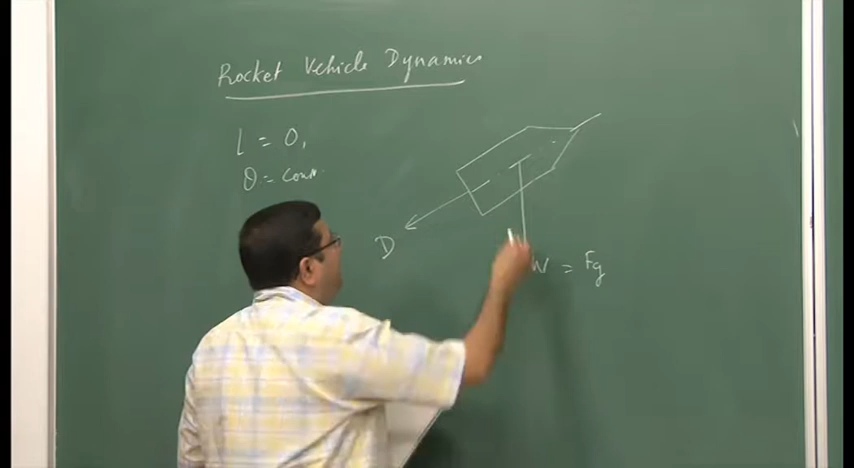 Rocket Vehicle Dynamics
l = 0,
θ = const.
D
W = Fg